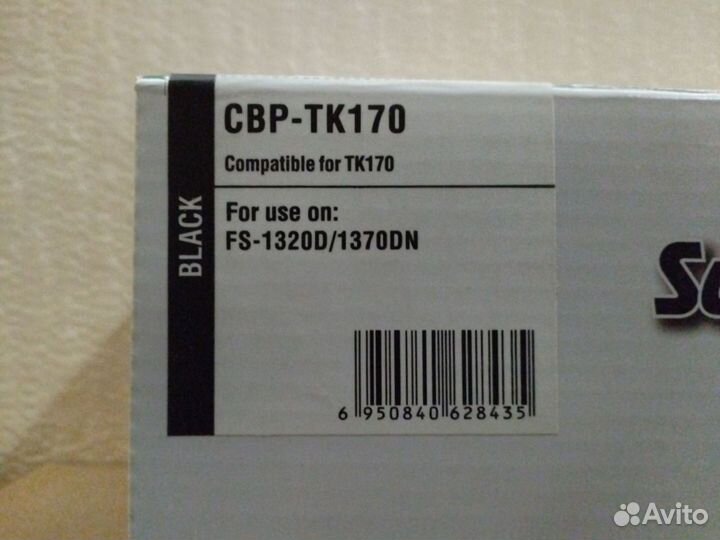 CBP-TK170
Compatible for TK170
BLACK
For use on:
FS-1320D/1370DN
6 950840 628435
Avito